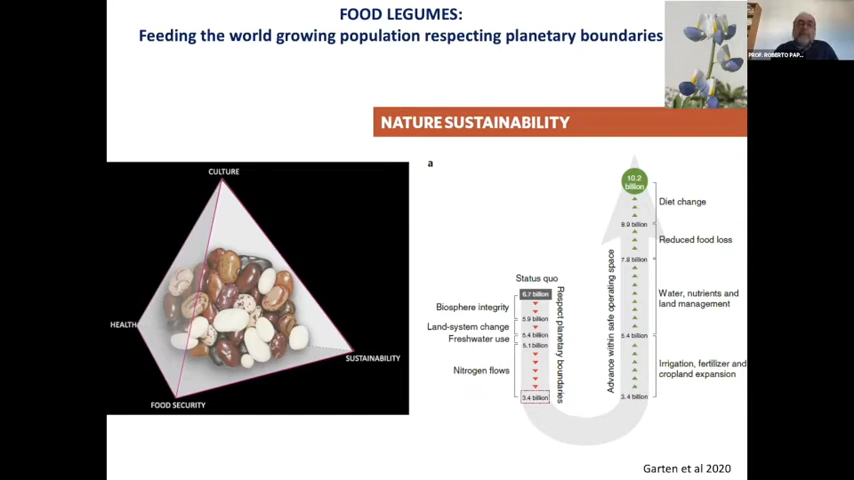 FOOD LEGUMES:
Feeding the world growing population respecting planetary boundaries
PROF. ROBERTO PAP...
NATURE SUSTAINABILITY
CULTURE
HEALTH
SUSTAINABILITY
FOOD SECURITY
a
Status quo
6.7 billion
Biosphere integrity
5.9 billion
Land-system change
5.4 billion
Freshwater use
5.1 billion
Nitrogen flows
3.4 billion
Respect planetary boundaries
Advance within safe operating space
10.2
billion
Diet change
8.9 billion
Reduced food loss
7.8 billion
Water, nutrients and
land management
5.4 billion
Irrigation, fertilizer and
cropland expansion
3.4 billion
Garten et al 2020